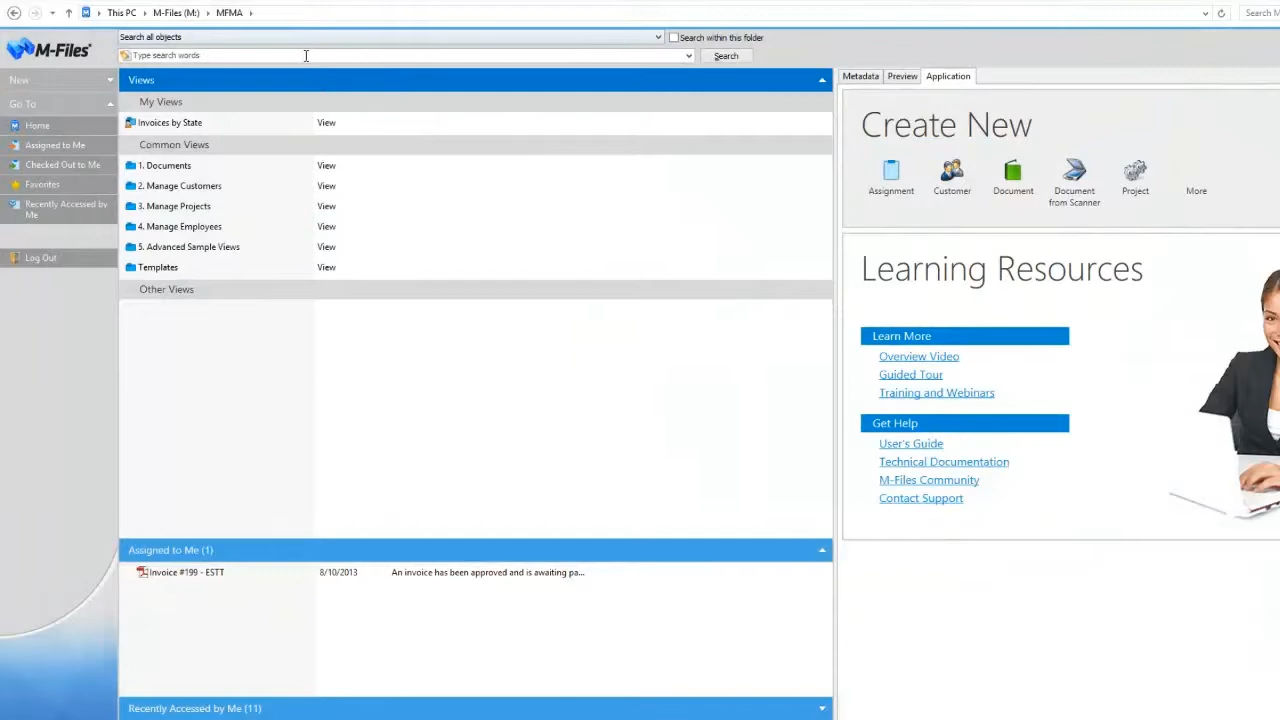 This PC M-Files (M:) MFMA Search M
Search all objects Search within this folder
M-Files
Type search words Search
New
Go To
Home
Assigned to Me
Checked Out to Me
Favorites
Recently Accessed by
Me
Log Out
Views
My Views
Invoices by State View
Common Views
1. Documents View
2. Manage Customers View
3. Manage Projects View
4. Manage Employees View
5. Advanced Sample Views View
Templates View
Other Views
Assigned to Me (1)
Invoice #199 - ESTT 8/10/2013 An invoice has been approved and is awaiting pa...
Recently Accessed by Me (11)
Metadata Preview Application
Create New
Assignment Customer Document Document
from Scanner Project More
Learning Resources
Learn More
Overview Video
Guided Tour
Training and Webinars
Get Help
User's Guide
Technical Documentation
M-Files Community
Contact Support